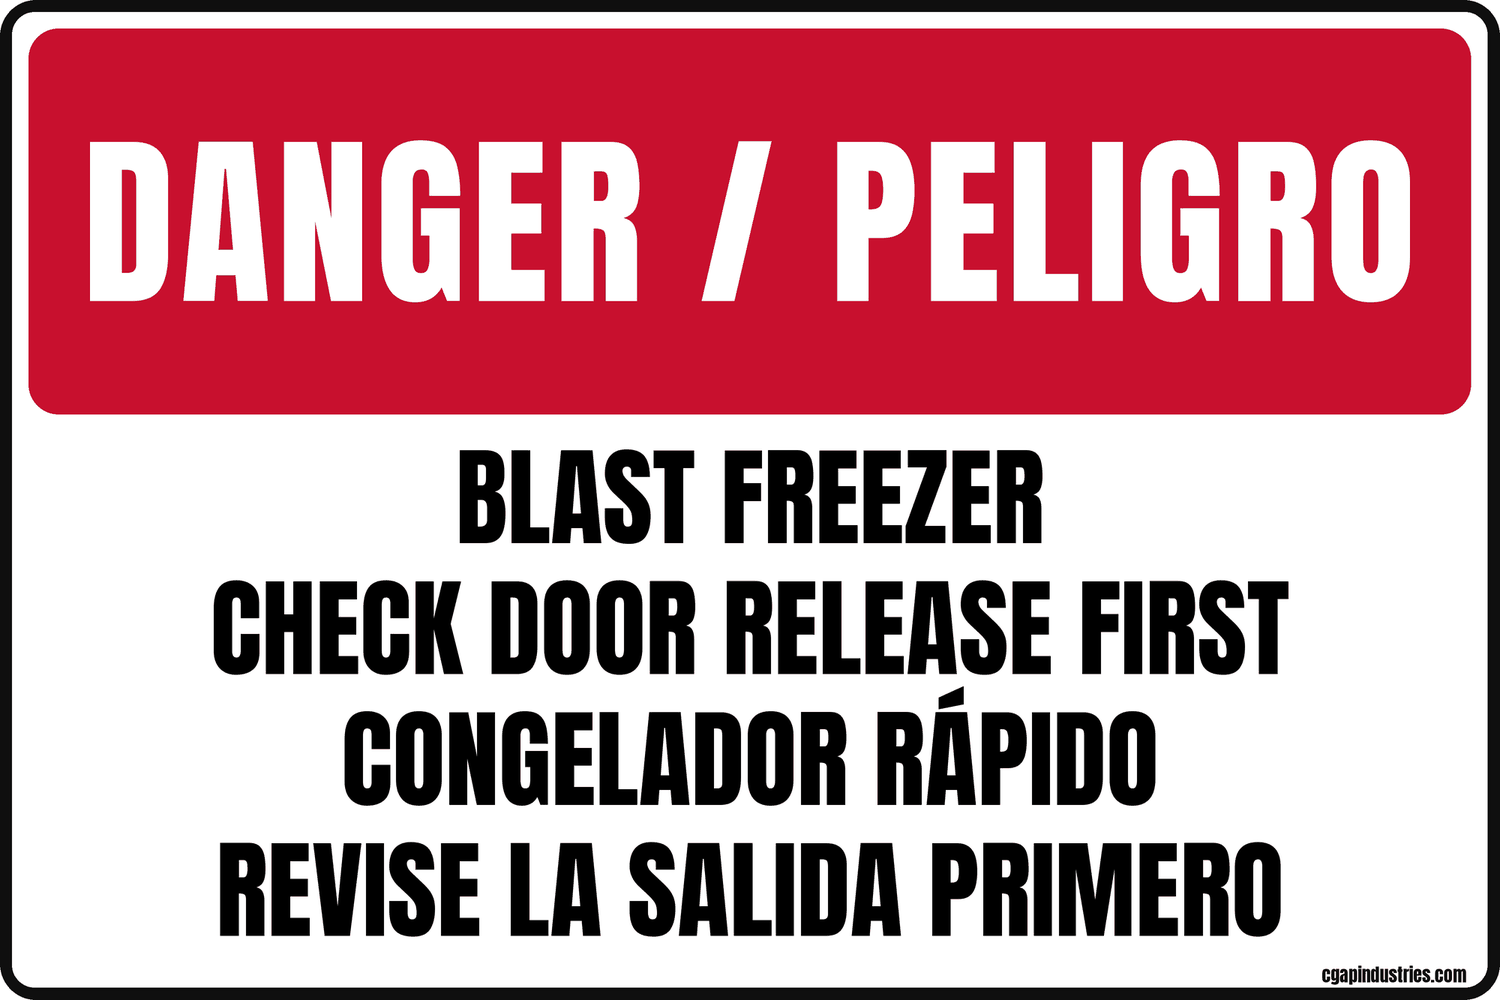 DANGER / PELIGRO
BLAST FREEZER
CHECK DOOR RELEASE FIRST
CONGELADOR RÁPIDO
REVISE LA SALIDA PRIMERO
cgapindustries.com